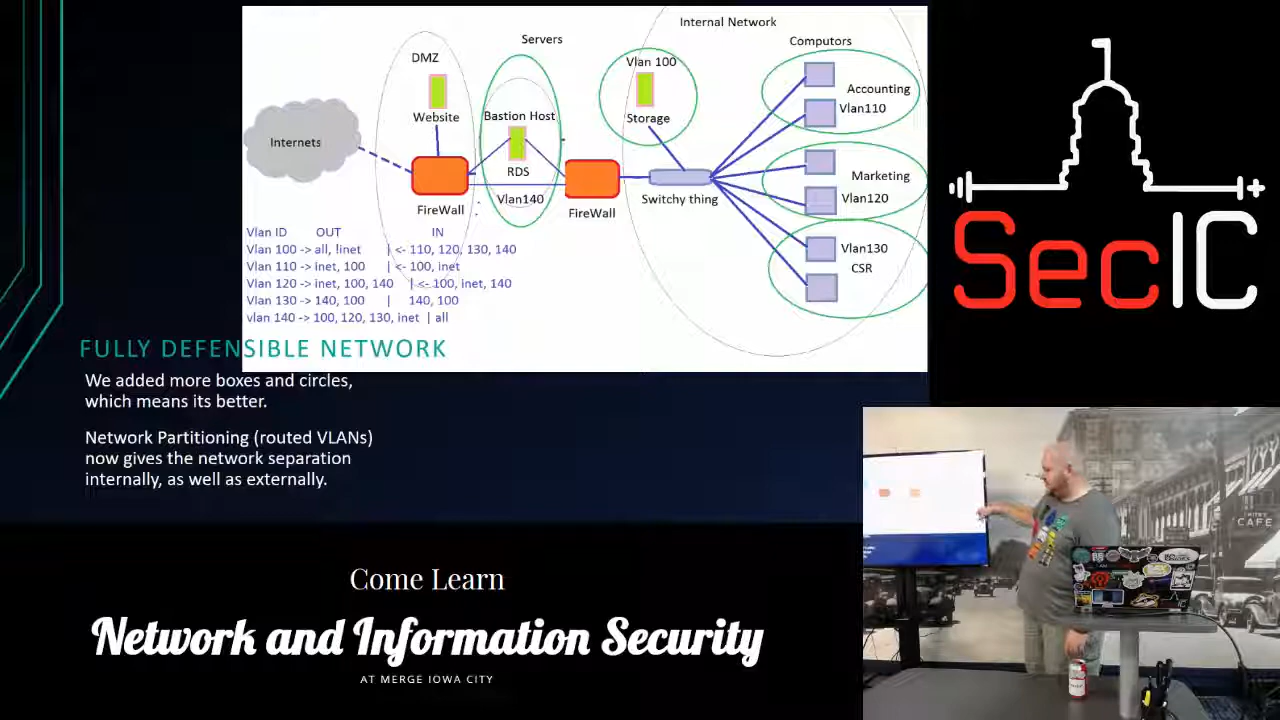 Internal Network
Servers
Computors
DMZ
Vlan 100
Accounting
Website
Bastion Host
Storage
Vlan110
Internets
RDS
Marketing
Vlan120
FireWall
Vlan140
FireWall
Switchy thing
Vlan130
CSR
Vlan ID OUT IN
Vlan 100 -> all, !inet | <- 110, 120, 130, 140
Vlan 110 -> inet, 100 | <- 100, inet
Vlan 120 -> inet, 100, 140 | <- 100, inet, 140
Vlan 130 -> 140, 100 | 140, 100
vlan 140 -> 100, 120, 130, inet | all
FULLY DEFENSIBLE NETWORK
We added more boxes and circles,
which means its better.
Network Partitioning (routed VLANs)
now gives the network separation
internally, as well as externally.
SecIC
Come Learn
Network and Information Security
AT MERGE IOWA CITY
CAFE